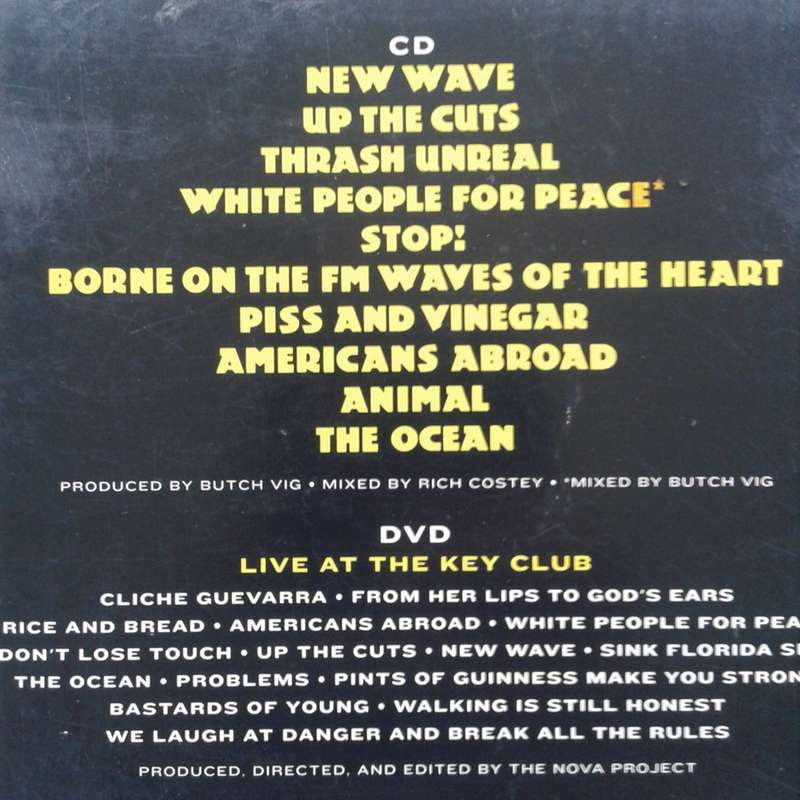 CD
NEW WAVE
UP THE CUTS
THRASH UNREAL
WHITE PEOPLE FOR PEACE*
STOP!
BORNE ON THE FM WAVES OF THE HEART
PISS AND VINEGAR
AMERICANS ABROAD
ANIMAL
THE OCEAN
PRODUCED BY BUTCH VIG • MIXED BY RICH COSTEY • *MIXED BY BUTCH VIG
DVD
LIVE AT THE KEY CLUB
CLICHE GUEVARRA • FROM HER LIPS TO GOD'S EARS
RICE AND BREAD • AMERICANS ABROAD • WHITE PEOPLE FOR PEA
DON'T LOSE TOUCH • UP THE CUTS • NEW WAVE • SINK FLORIDA S
THE OCEAN • PROBLEMS • PINTS OF GUINNESS MAKE YOU STRON
BASTARDS OF YOUNG • WALKING IS STILL HONEST
WE LAUGH AT DANGER AND BREAK ALL THE RULES
PRODUCED, DIRECTED, AND EDITED BY THE NOVA PROJECT